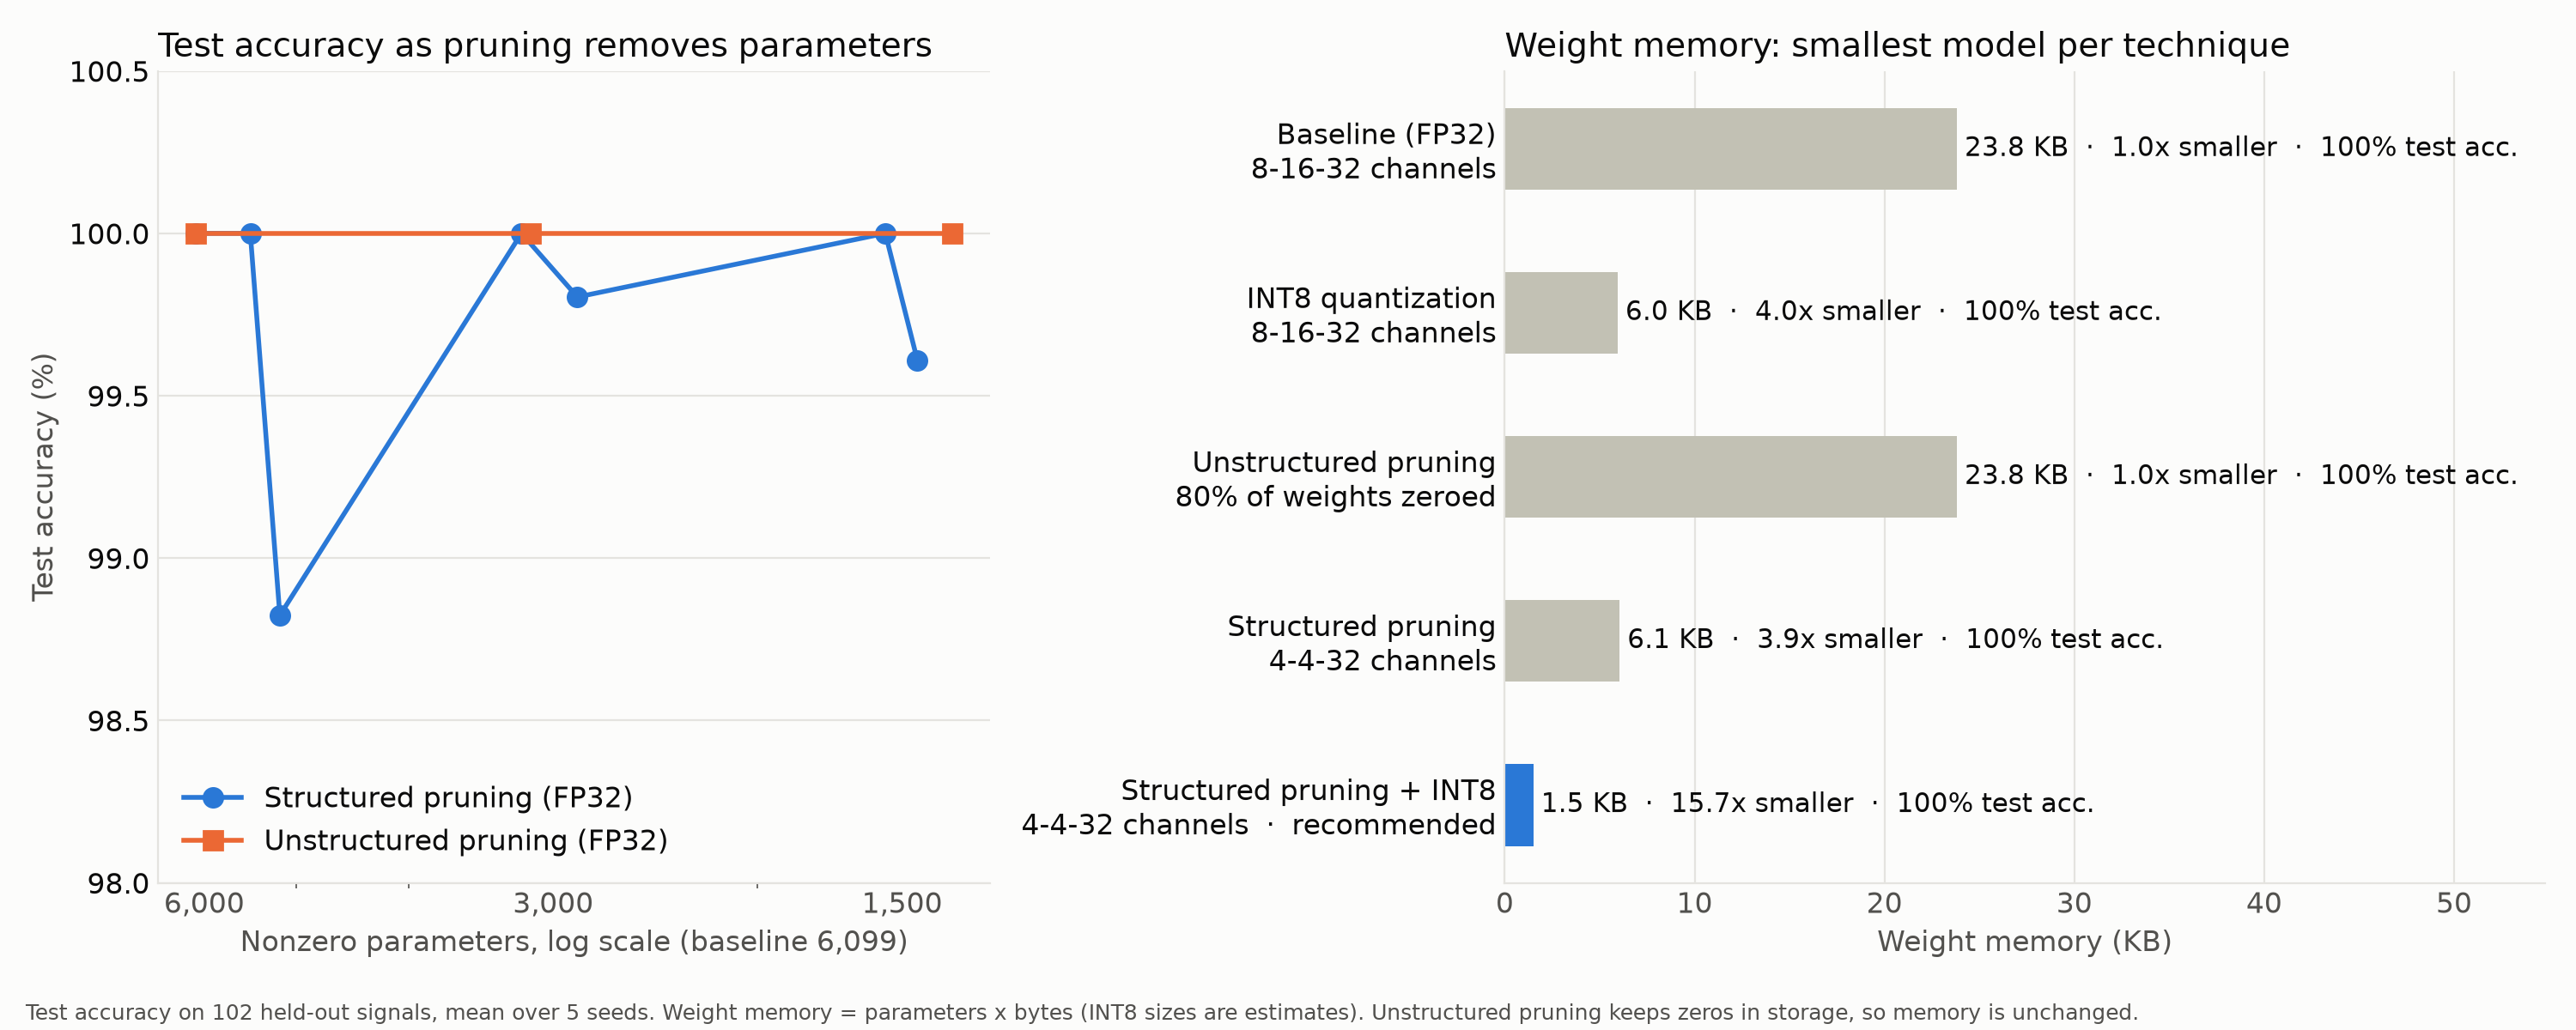 Test accuracy as pruning removes parameters
100.5
100.0
99.5
99.0
98.5
98.0
Test accuracy (%)
Structured pruning (FP32)
Unstructured pruning (FP32)
6,000 3,000 1,500
Nonzero parameters, log scale (baseline 6,099)
Weight memory: smallest model per technique
Baseline (FP32)
8-16-32 channels
23.8 KB · 1.0x smaller · 100% test acc.
INT8 quantization
8-16-32 channels
6.0 KB · 4.0x smaller · 100% test acc.
Unstructured pruning
80% of weights zeroed
23.8 KB · 1.0x smaller · 100% test acc.
Structured pruning
4-4-32 channels
6.1 KB · 3.9x smaller · 100% test acc.
Structured pruning + INT8
4-4-32 channels · recommended
1.5 KB · 15.7x smaller · 100% test acc.
0 10 20 30 40 50
Weight memory (KB)
Test accuracy on 102 held-out signals, mean over 5 seeds. Weight memory = parameters x bytes (INT8 sizes are estimates). Unstructured pruning keeps zeros in storage, so memory is unchanged.